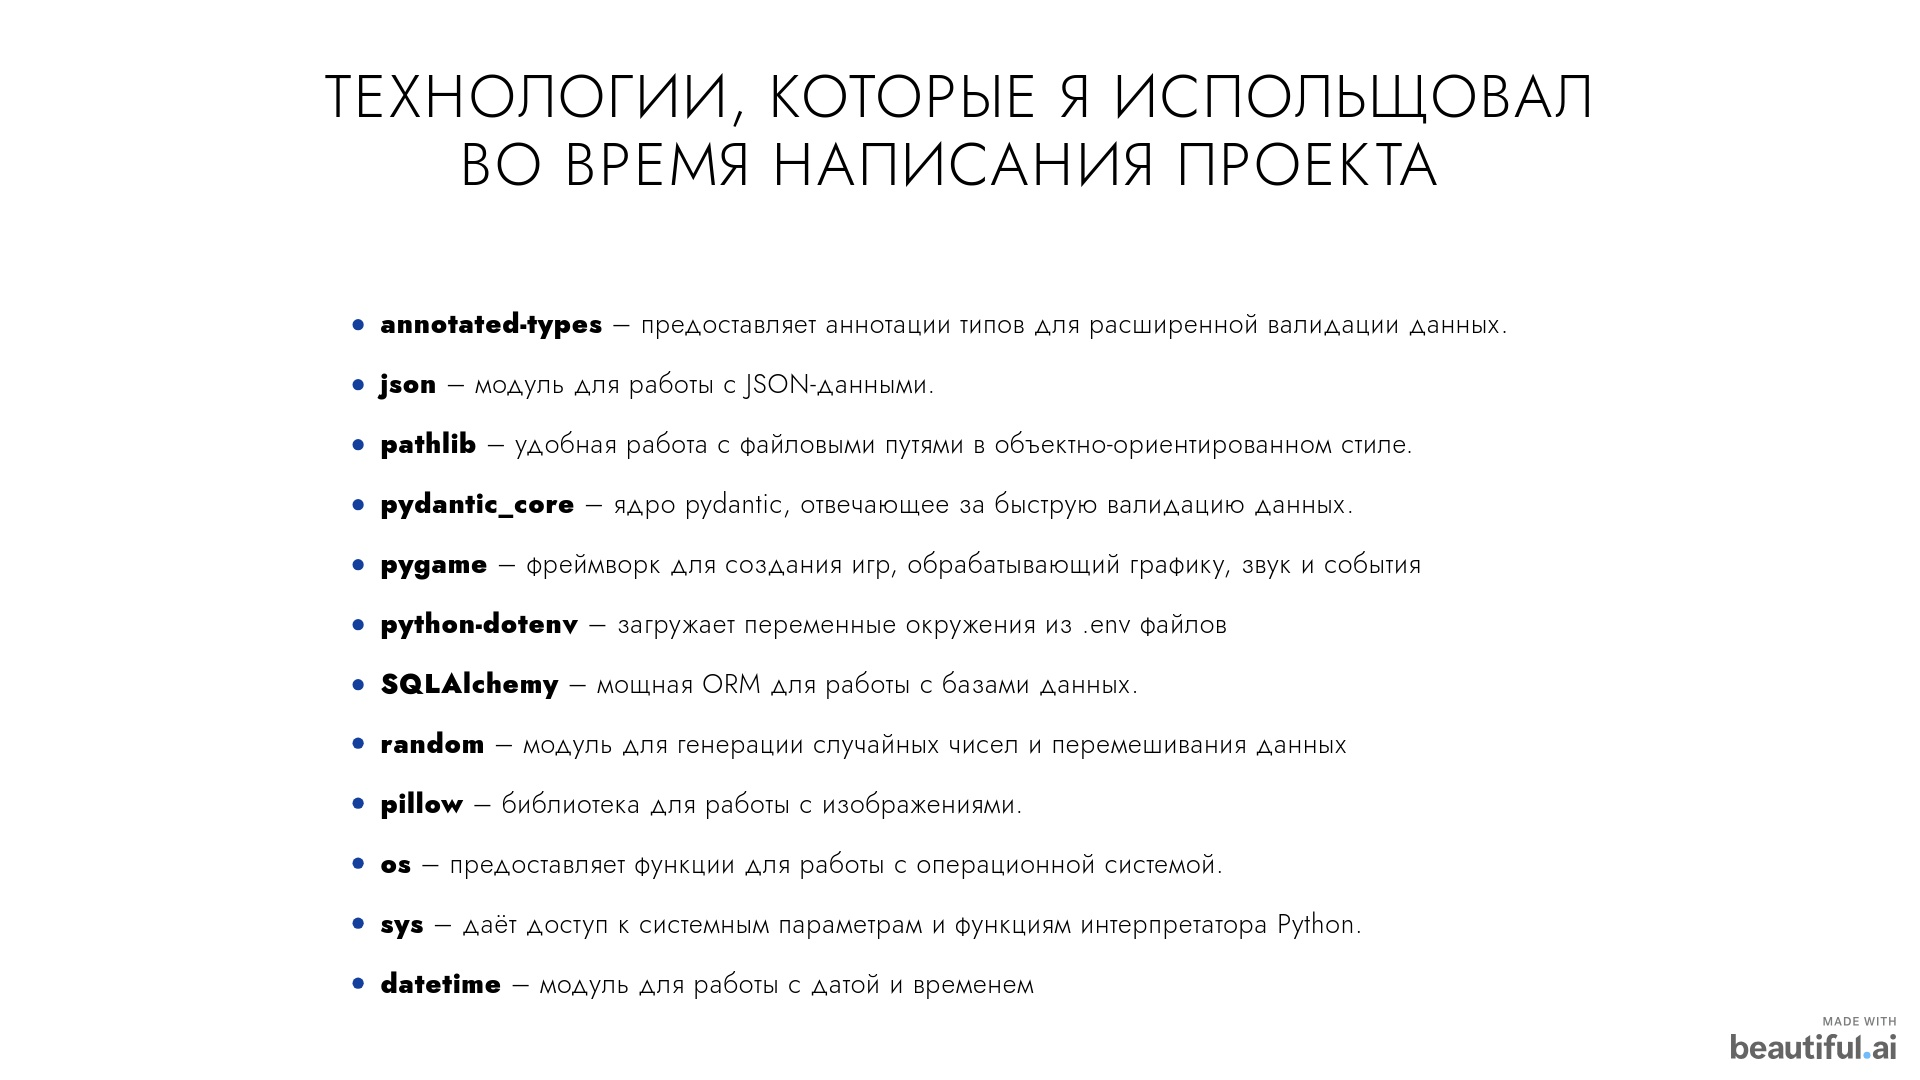 ТЕХНОЛОГИИ, КОТОРЫЕ Я ИСПОЛЬЩОВАЛ
ВО ВРЕМЯ НАПИСАНИЯ ПРОЕКТА
• annotated-types – предоставляет аннотации типов для расширенной валидации данных.
• json – модуль для работы с JSON-данными.
• pathlib – удобная работа с файловыми путями в объектно-ориентированном стиле.
• pydantic_core – ядро pydantic, отвечающее за быструю валидацию данных.
• pygame – фреймворк для создания игр, обрабатывающий графику, звук и события
• python-dotenv – загружает переменные окружения из .env файлов
• SQLAlchemy – мощная ORM для работы с базами данных.
• random – модуль для генерации случайных чисел и перемешивания данных
• pillow – библиотека для работы с изображениями.
• os – предоставляет функции для работы с операционной системой.
• sys – даёт доступ к системным параметрам и функциям интерпретатора Python.
• datetime – модуль для работы с датой и временем
MADE WITH
beautiful.ai